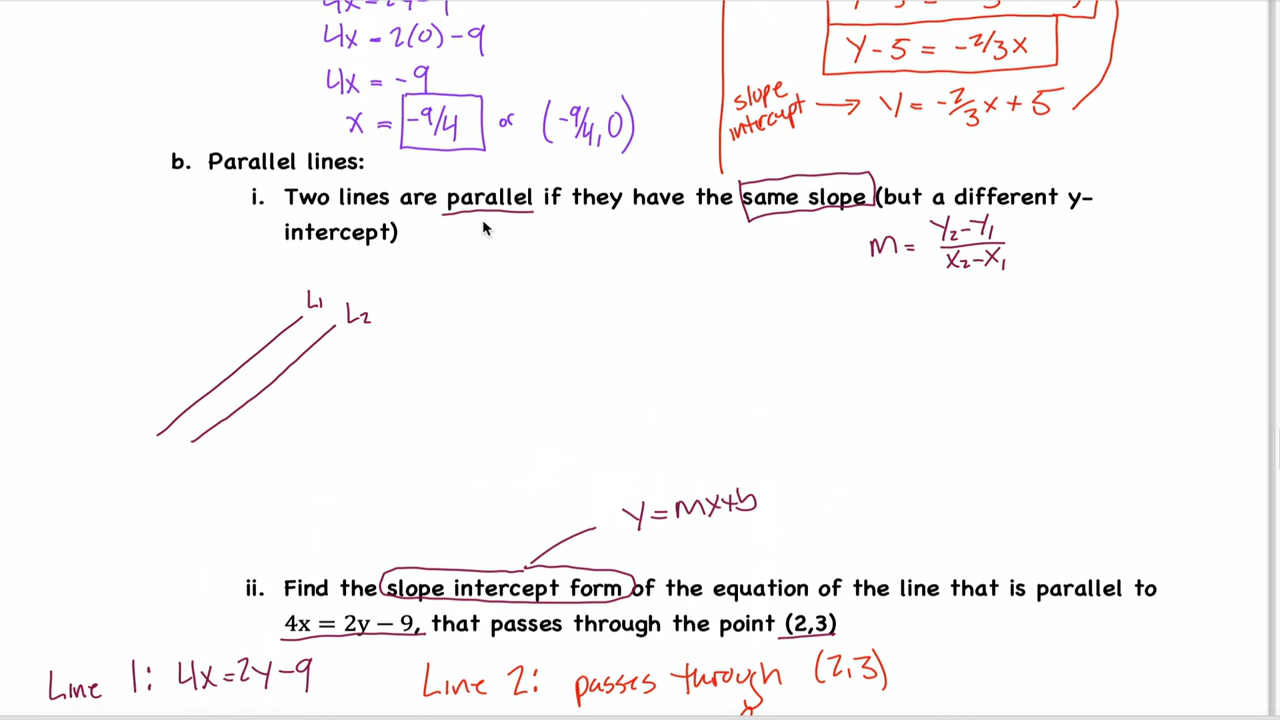 4x = 2(0) - 9
4x = -9
x = -9/4 or (-9/4, 0)
Y - 5 = -2/3x
slope
intercept → Y = -2/3x + 5
b. Parallel lines:
i. Two lines are parallel if they have the same slope (but a different y-
intercept)
m = Y2-Y1/X2-X1
L1
L2
Y = mx+b
ii. Find the slope intercept form of the equation of the line that is parallel to
4x = 2y – 9, that passes through the point (2,3)
Line 1: 4x=2y-9
Line 2: passes through (2,3)